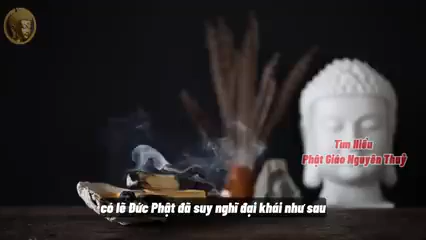 Tìm Hiểu
Phật Giáo Nguyên Thuỷ
có lẽ Đức Phật đã suy nghĩ đại khái như sau